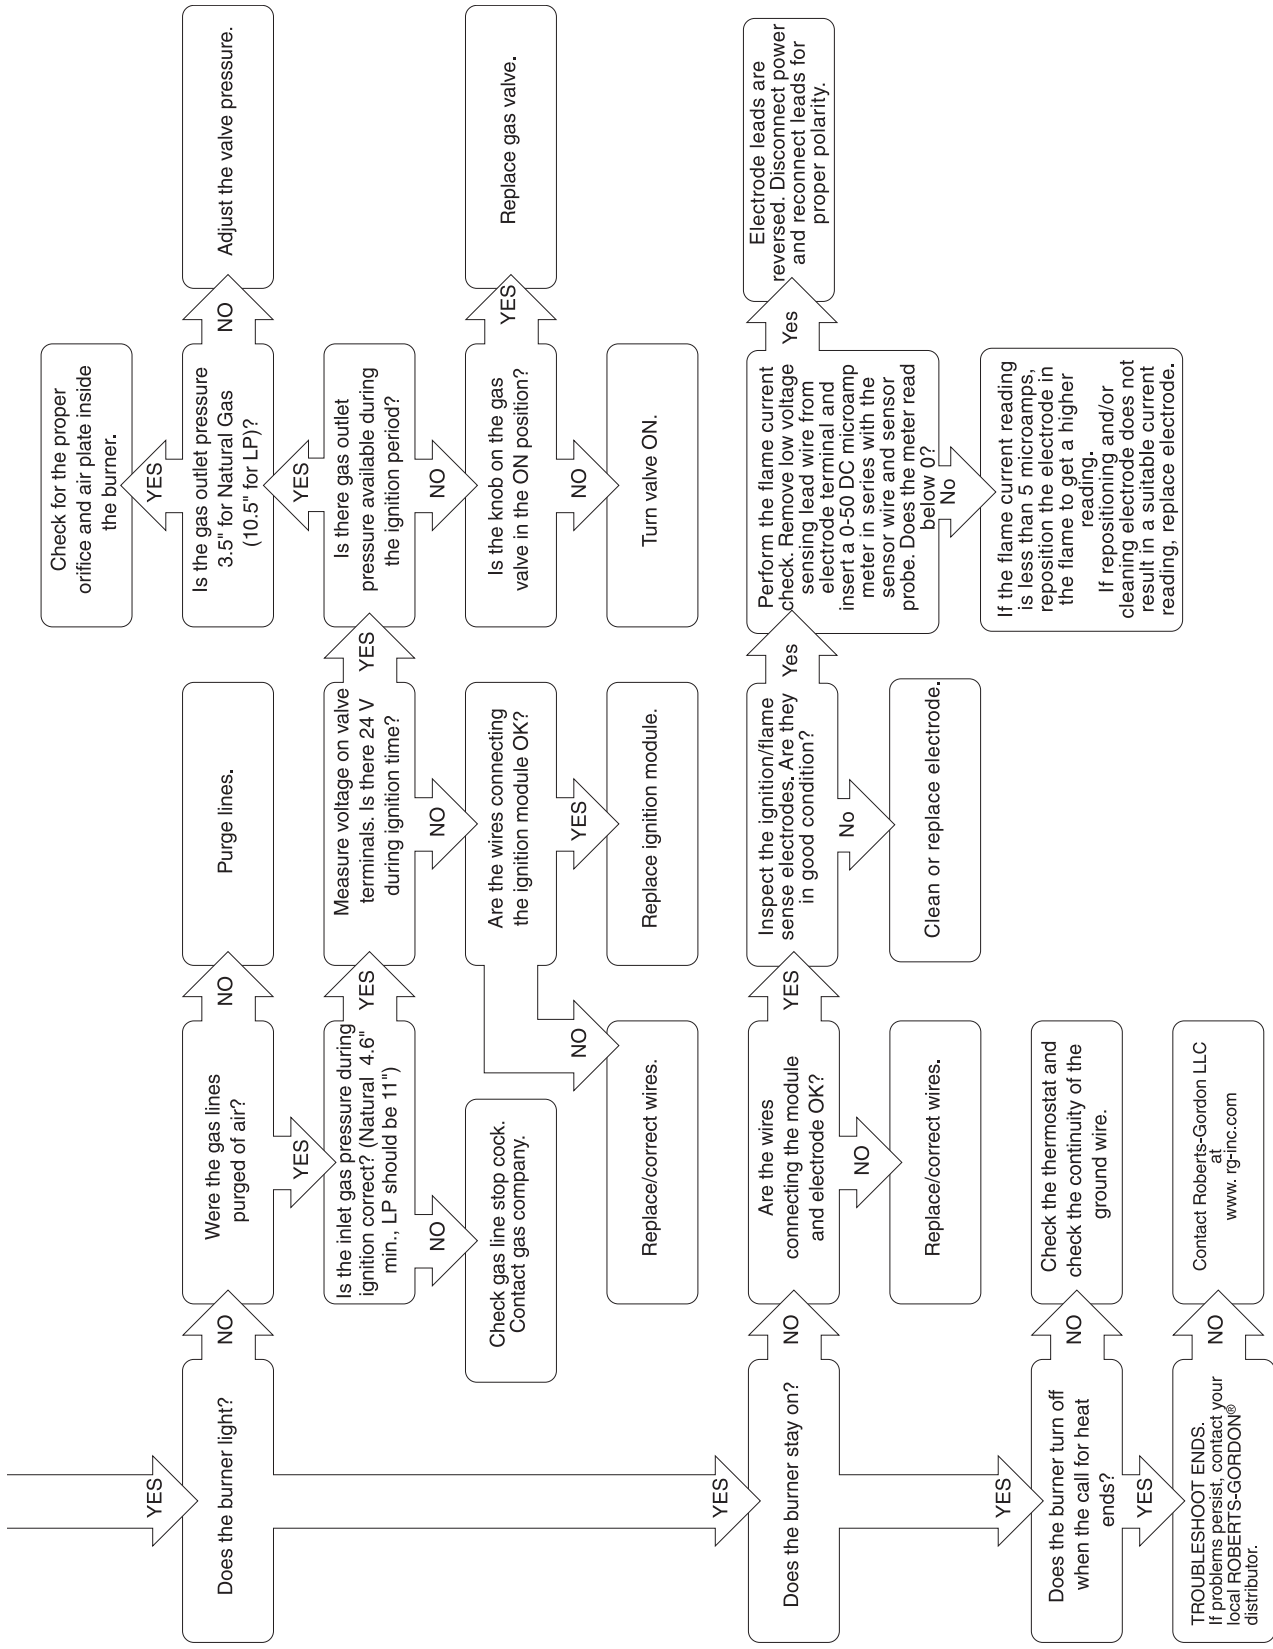 YES
Does the burner light?
NO
Were the gas lines
purged of air?
NO
Purge lines.
YES
Is the inlet gas pressure during
ignition correct? (Natural 4.6"
min., LP should be 11")
NO
Check gas line stop cock.
Contact gas company.
YES
Measure voltage on valve
terminals. Is there 24 V
during ignition time?
NO
Are the wires connecting
the ignition module OK?
NO
Replace/correct wires.
YES
Replace ignition module.
YES
Is there gas outlet
pressure available during
the ignition period?
YES
Is the gas outlet pressure
3.5" for Natural Gas
(10.5" for LP)?
YES
Check for the proper
orifice and air plate inside
the burner.
NO
Adjust the valve pressure.
NO
Is the knob on the gas
valve in the ON position?
YES
Replace gas valve.
NO
Turn valve ON.
YES
Does the burner stay on?
NO
Are the wires
connecting the module
and electrode OK?
NO
Replace/correct wires.
YES
Inspect the ignition/flame
sense electrodes. Are they
in good condition?
No
Clean or replace electrode.
Yes
Perform the flame current
check. Remove low voltage
sensing lead wire from
electrode terminal and
insert a 0-50 DC microamp
meter in series with the
sensor wire and sensor
probe. Does the meter read
below 0?
Yes
Electrode leads are
reversed. Disconnect power
and reconnect leads for
proper polarity.
No
If the flame current reading
is less than 5 microamps,
reposition the electrode in
the flame to get a higher
reading.
If repositioning and/or
cleaning electrode does not
result in a suitable current
reading, replace electrode.
YES
Does the burner turn off
when the call for heat
ends?
NO
Check the thermostat and
check the continuity of the
ground wire.
YES
TROUBLESHOOT ENDS.
If problems persist, contact your
local ROBERTS-GORDON®
distributor.
NO
Contact Roberts-Gordon LLC
at
www. rg-inc.com